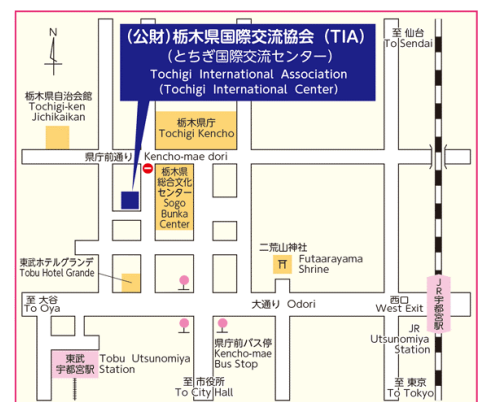 (公財)栃木県国際交流協会 (TIA)
(とちぎ国際交流センター)
Tochigi International Association
(Tochigi International Center)
至 仙台
To Sendai
N
栃木県自治会館
Tochigi-ken
Jichikaikan
栃木県庁
Tochigi Kencho
県庁前通り Kencho-mae dori
栃木県
総合文化
センター
Sogo
Bunka
Center
東武ホテルグランデ
Tobu Hotel Grande
二荒山神社
Futaarayama
Shrine
至 大谷
To Oya
大通り Odori
西口
West Exit
JR宇都宮駅
JR
Utsunomiya
Station
東武
宇都宮駅
Tobu Utsunomiya
Station
県庁前バス停
Kencho-mae
Bus Stop
至 市役所
To City Hall
至 東京
To Tokyo